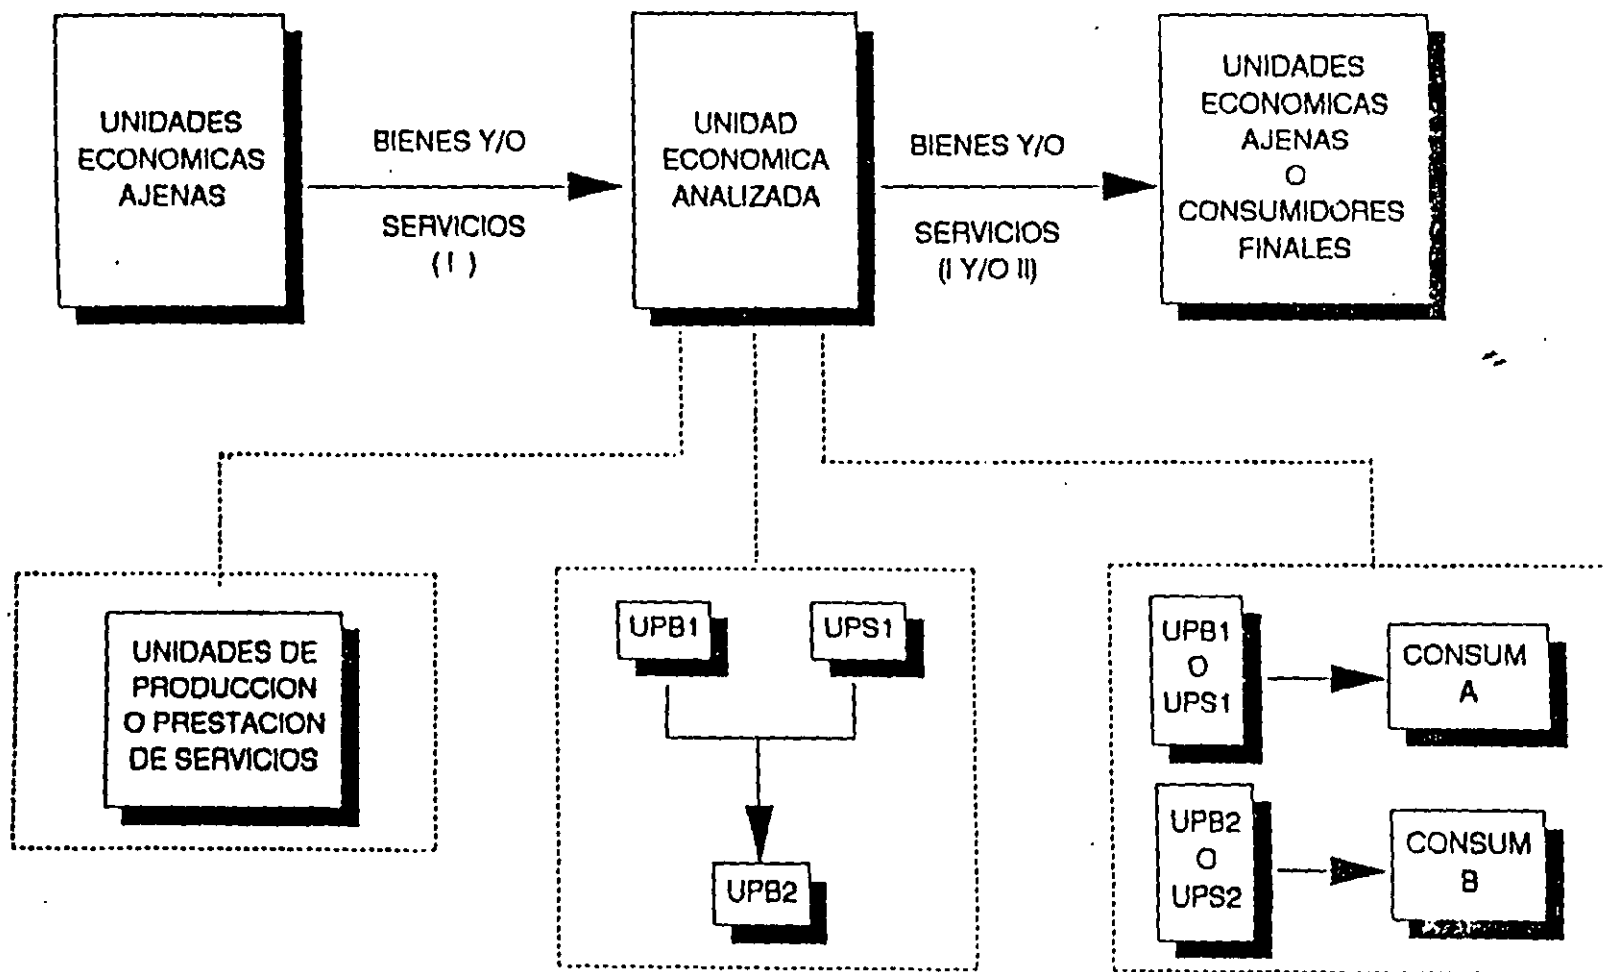 UNIDADES
ECONOMICAS
AJENAS
BIENES Y/O
SERVICIOS
( I )
UNIDAD
ECONOMICA
ANALIZADA
BIENES Y/O
SERVICIOS
(I Y/O II)
UNIDADES
ECONOMICAS
AJENAS
O
CONSUMIDORES
FINALES
UNIDADES DE
PRODUCCION
O PRESTACION
DE SERVICIOS
UPB1
UPS1
UPB2
UPB1
O
UPS1
CONSUM
A
UPB2
O
UPS2
CONSUM
B